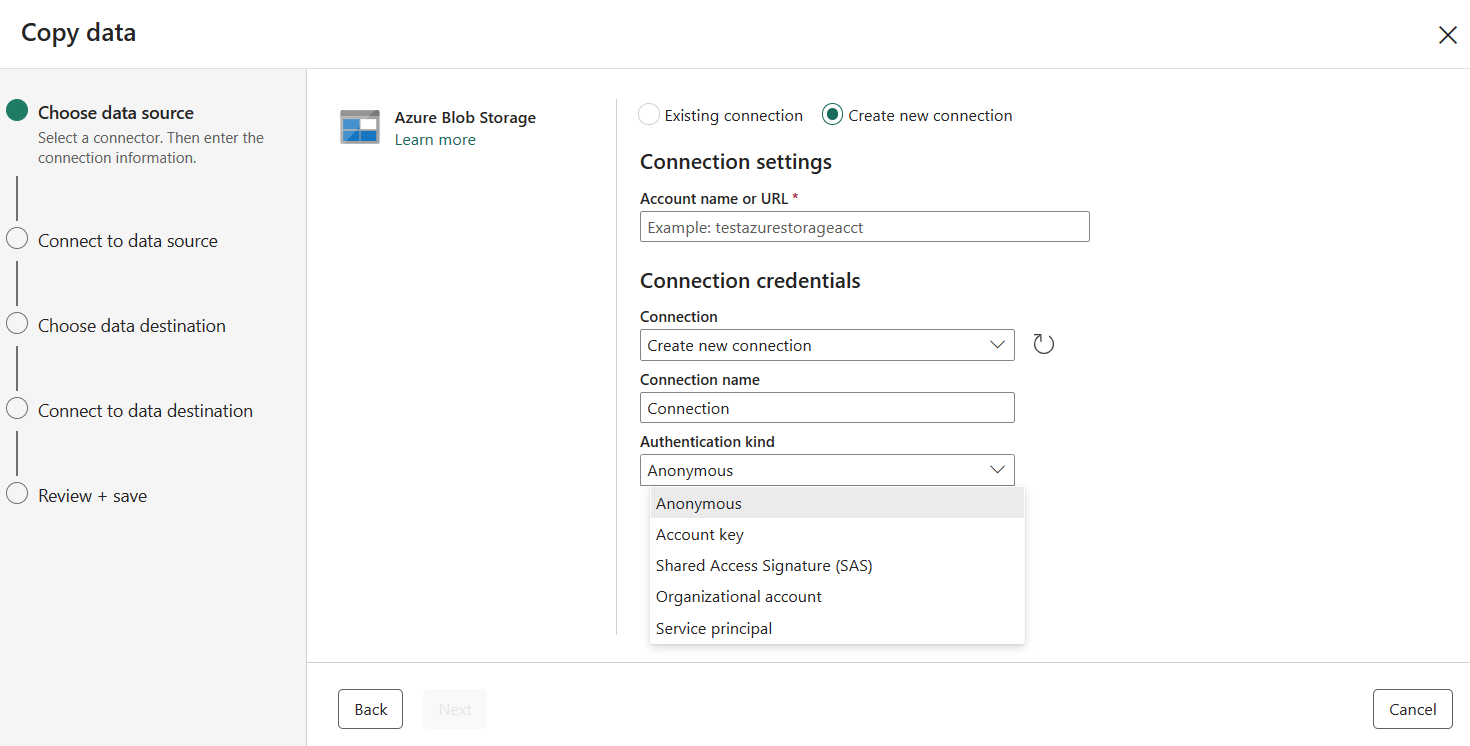 Copy data
Choose data source
Select a connector. Then enter the
connection information.
Connect to data source
Choose data destination
Connect to data destination
Review + save
Azure Blob Storage
Learn more
Existing connection
Create new connection
Connection settings
Account name or URL *
Example: testazurestorageacct
Connection credentials
Connection
Create new connection
Connection name
Connection
Authentication kind
Anonymous
Anonymous
Account key
Shared Access Signature (SAS)
Organizational account
Service principal
Back
Next
Cancel